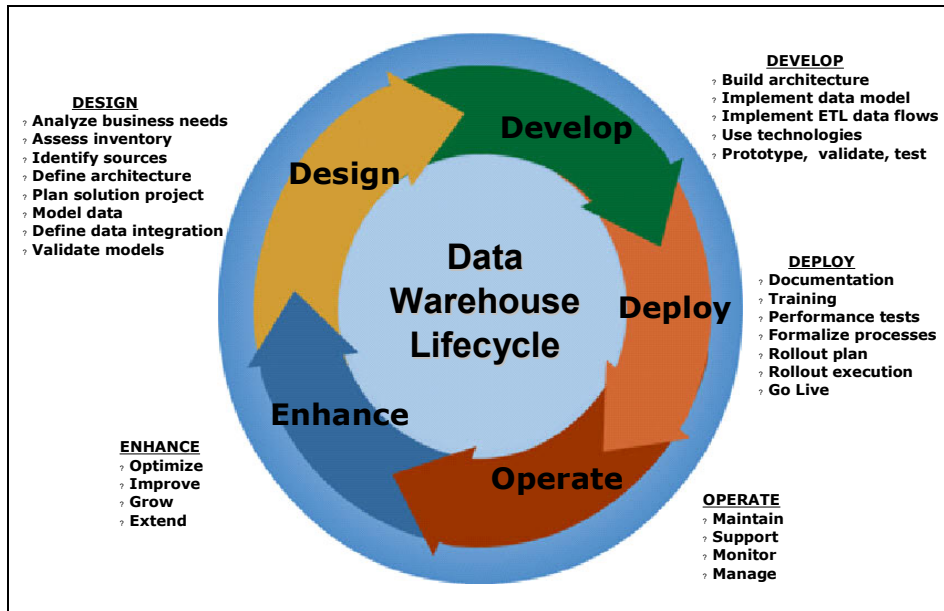 DESIGN
? Analyze business needs
? Assess inventory
? Identify sources
? Define architecture
? Plan solution project
? Model data
? Define data integration
? Validate models
DEVELOP
? Build architecture
? Implement data model
? Implement ETL data flows
? Use technologies
? Prototype, validate, test
Develop
Design
Data
Warehouse
Lifecycle
Deploy
DEPLOY
? Documentation
? Training
? Performance tests
? Formalize processes
? Rollout plan
? Rollout execution
? Go Live
Enhance
Operate
ENHANCE
? Optimize
? Improve
? Grow
? Extend
OPERATE
? Maintain
? Support
? Monitor
? Manage